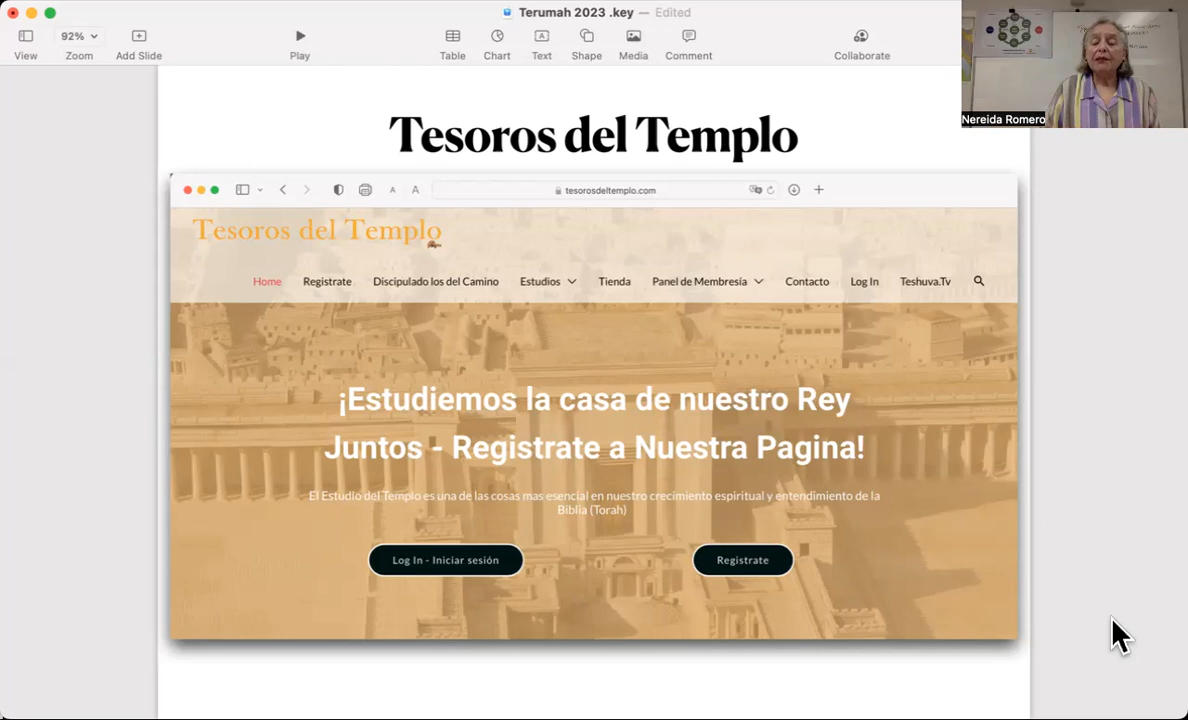 Terumah 2023 .key — Edited
92%
View
Zoom
Add Slide
Play
Table
Chart
Text
Shape
Media
Comment
Collaborate
Nereida Romero
Tesoros del Templo
tesorosdeltemplo.com
A A
Tesoros del Templo
Home Registrate Discipulado los del Camino Estudios Tienda Panel de Membresía Contacto Log In Teshuva.Tv
¡Estudiemos la casa de nuestro Rey
Juntos - Registrate a Nuestra Pagina!
El Estudio del Templo es una de las cosas mas esencial en nuestro crecimiento espiritual y entendimiento de la
Biblia (Torah)
Log In - Iniciar sesión
Registrate